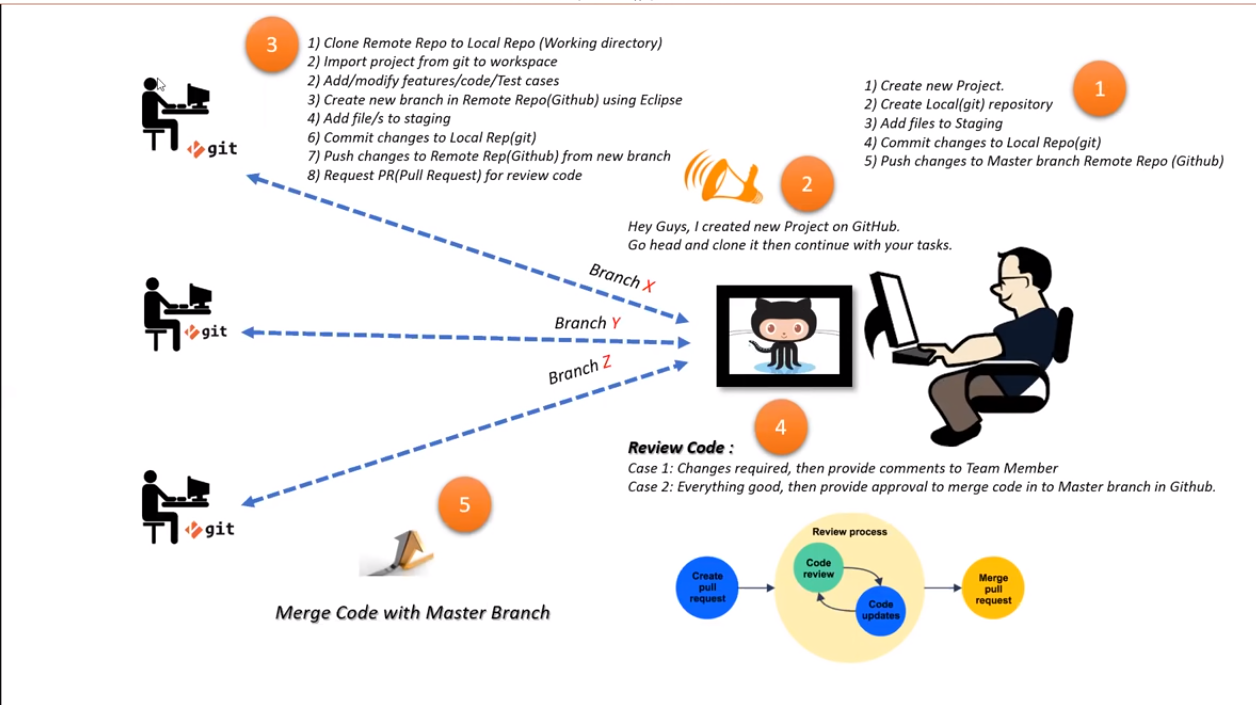 3
1) Clone Remote Repo to Local Repo (Working directory)
2) Import project from git to workspace
2) Add/modify features/code/Test cases
3) Create new branch in Remote Repo(Github) using Eclipse
4) Add file/s to staging
6) Commit changes to Local Rep(git)
7) Push changes to Remote Rep(Github) from new branch
8) Request PR(Pull Request) for review code
1
1) Create new Project.
2) Create Local(git) repository
3) Add files to Staging
4) Commit changes to Local Repo(git)
5) Push changes to Master branch Remote Repo (Github)
git
2
Hey Guys, I created new Project on GitHub.
Go head and clone it then continue with your tasks.
Branch X
Branch Y
Branch Z
git
4
Review Code :
Case 1: Changes required, then provide comments to Team Member
Case 2: Everything good, then provide approval to merge code in to Master branch in Github.
git
5
Merge Code with Master Branch
Review process
Create
pull
request
Code
review
Code
updates
Merge
pull
request